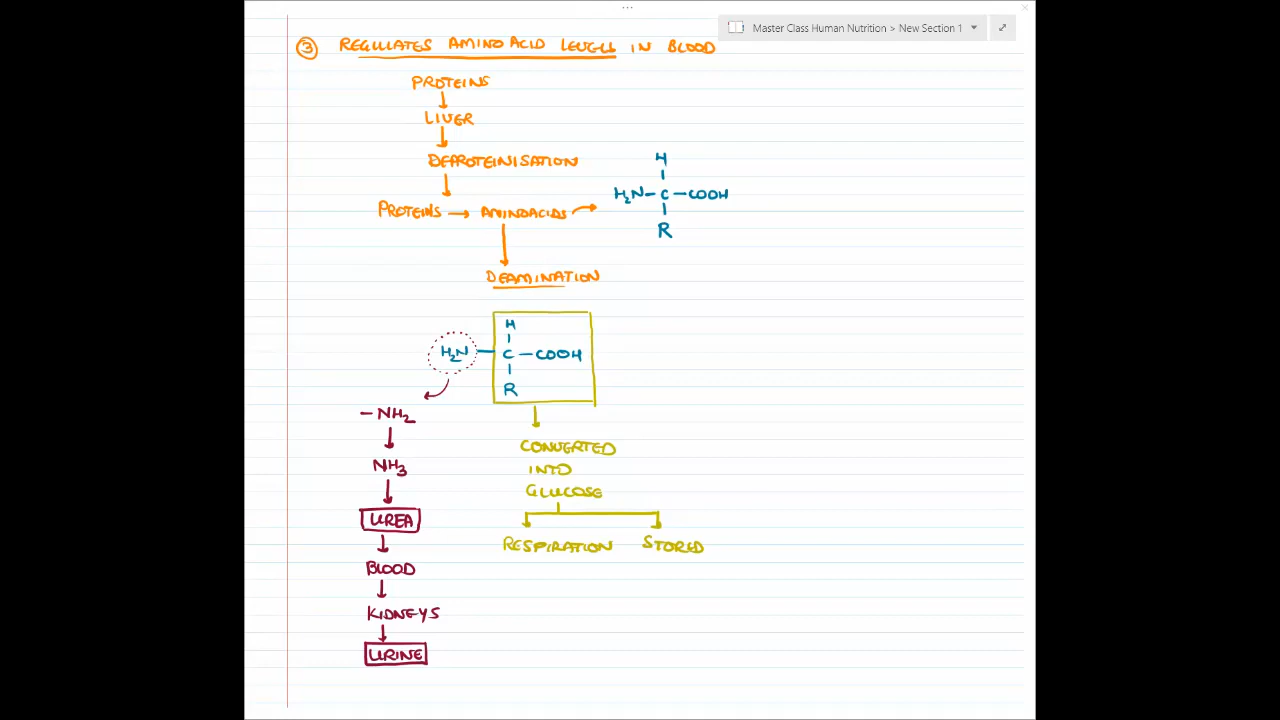 Master Class Human Nutrition > New Section 1
③ REGULATES AMINO ACID LEVELS IN BLOOD
PROTEINS
LIVER
DEPROTEINISATION
PROTEINS → AMINOACIDS →
H
H₂N – C – COOH
R
DEAMINATION
H
H₂N – C – COOH
R
– NH₂
NH₃
UREA
BLOOD
KIDNEYS
URINE
CONVERTED
INTO
GLUCOSE
RESPIRATION STORED